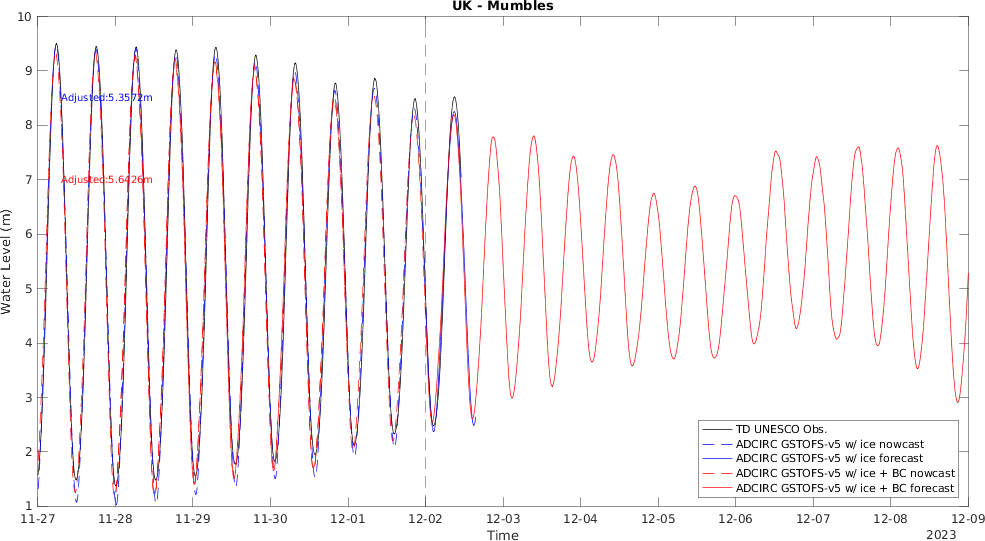 UK - Mumbles
10
9
8
7
6
5
4
3
2
1
Water Level (m)
Adjusted:5.3572m
Adjusted:5.6426m
TD UNESCO Obs.
ADCIRC GSTOFS-v5 w/ ice nowcast
ADCIRC GSTOFS-v5 w/ ice forecast
ADCIRC GSTOFS-v5 w/ ice + BC nowcast
ADCIRC GSTOFS-v5 w/ ice + BC forecast
11-27 11-28 11-29 11-30 12-01 12-02 12-03 12-04 12-05 12-06 12-07 12-08 12-09
Time
2023